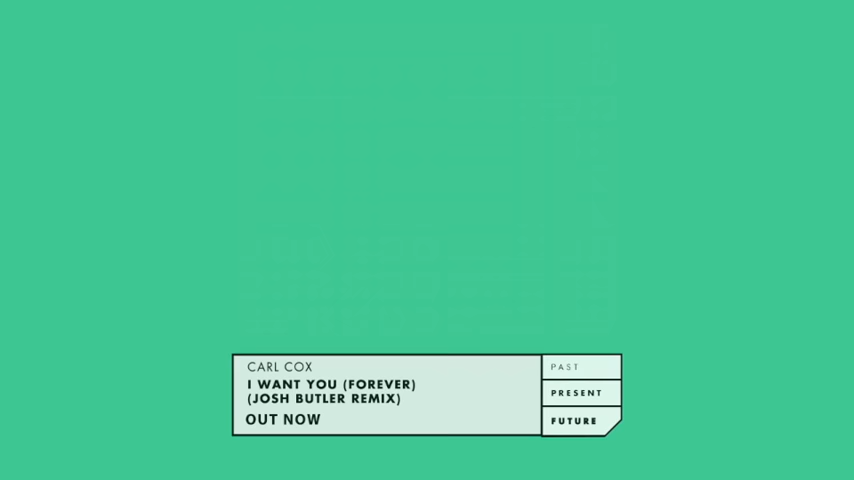 CARL COX
I WANT YOU (FOREVER)
(JOSH BUTLER REMIX)
OUT NOW
PAST
PRESENT
FUTURE